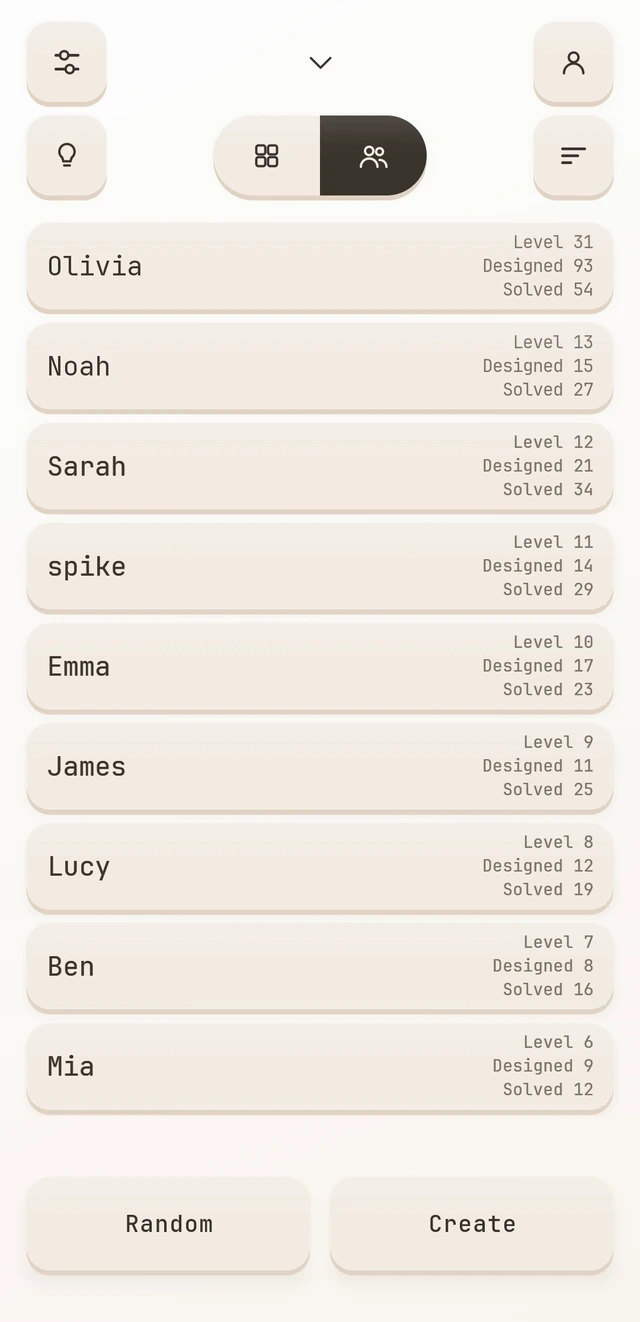 Olivia
Level 31
Designed 93
Solved 54
Noah
Level 13
Designed 15
Solved 27
Sarah
Level 12
Designed 21
Solved 34
spike
Level 11
Designed 14
Solved 29
Emma
Level 10
Designed 17
Solved 23
James
Level 9
Designed 11
Solved 25
Lucy
Level 8
Designed 12
Solved 19
Ben
Level 7
Designed 8
Solved 16
Mia
Level 6
Designed 9
Solved 12
Random
Create